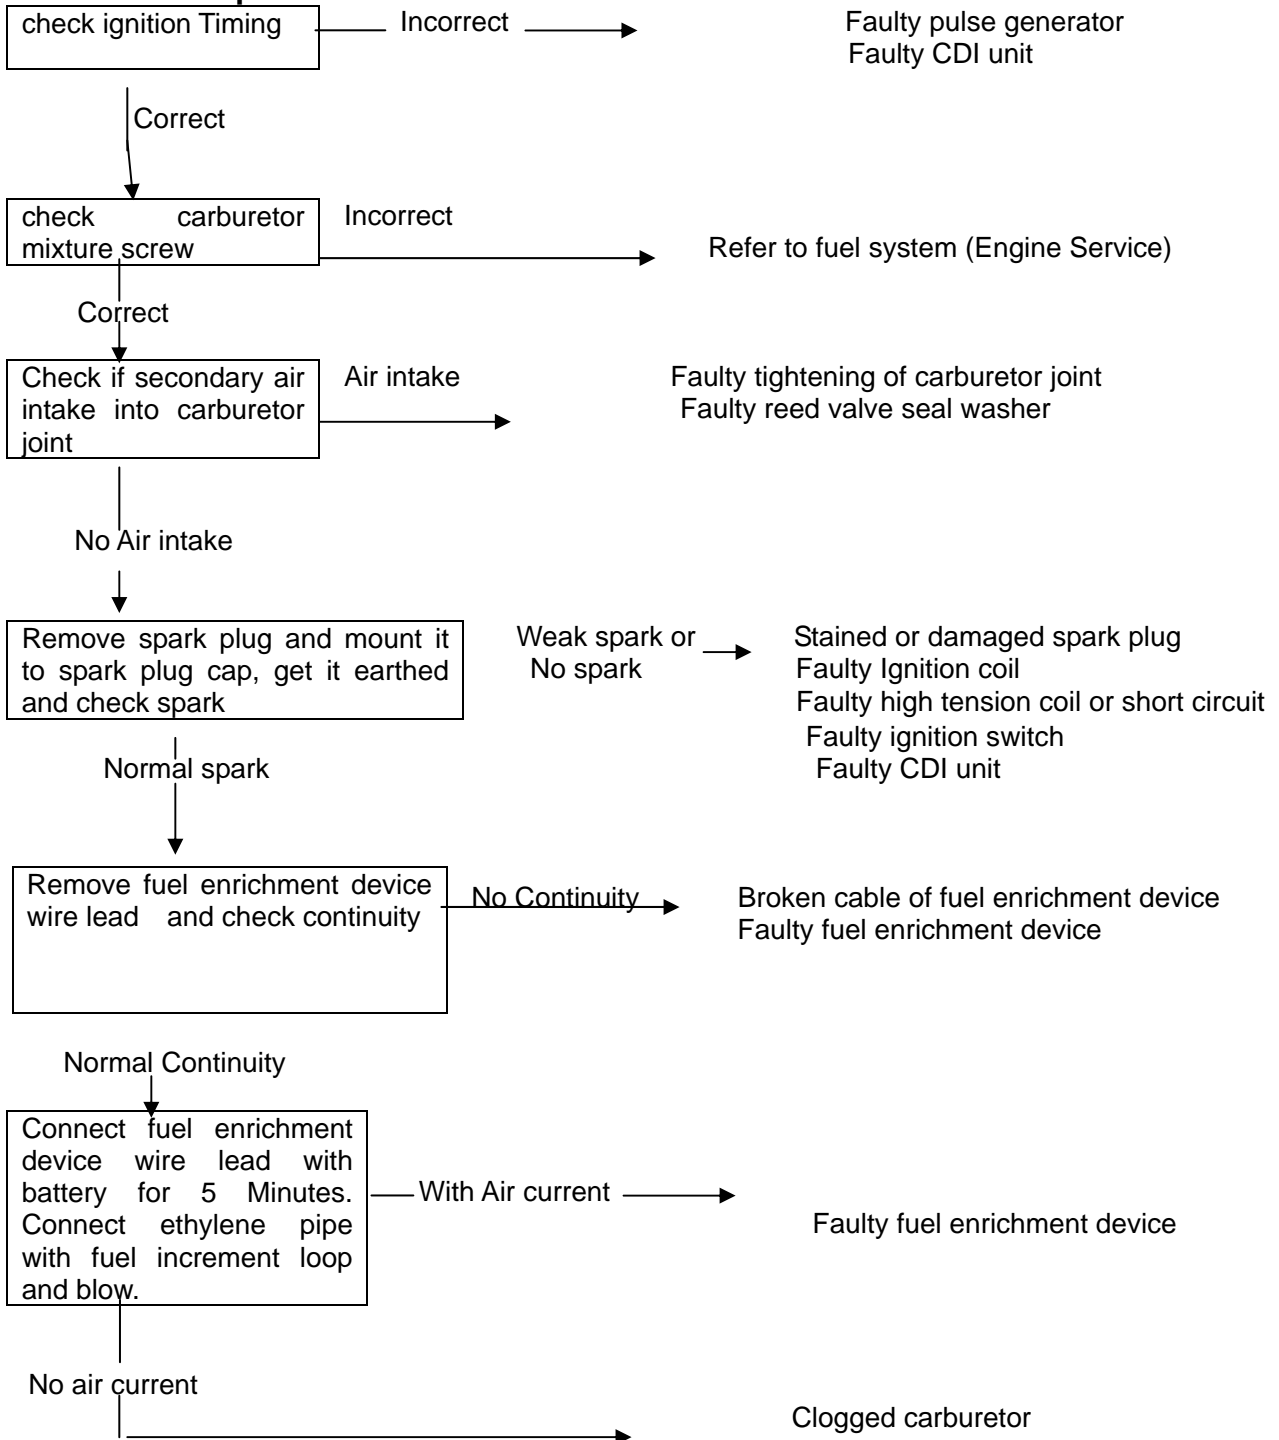 check ignition Timing
Incorrect
Faulty pulse generator
Faulty CDI unit
Correct
check carburetor
mixture screw
Incorrect
Refer to fuel system (Engine Service)
Correct
Check if secondary air
intake into carburetor
joint
Air intake
Faulty tightening of carburetor joint
Faulty reed valve seal washer
No Air intake
Remove spark plug and mount it
to spark plug cap, get it earthed
and check spark
Weak spark or
No spark
Stained or damaged spark plug
Faulty Ignition coil
Faulty high tension coil or short circuit
Faulty ignition switch
Faulty CDI unit
Normal spark
Remove fuel enrichment device
wire lead and check continuity
No Continuity
Broken cable of fuel enrichment device
Faulty fuel enrichment device
Normal Continuity
Connect fuel enrichment
device wire lead with
battery for 5 Minutes.
Connect ethylene pipe
with fuel increment loop
and blow.
With Air current
Faulty fuel enrichment device
No air current
Clogged carburetor